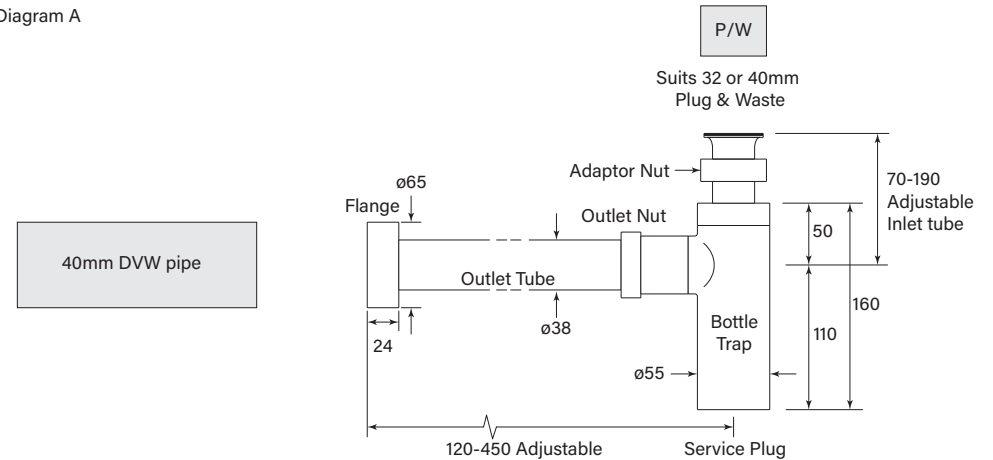 Diagram A
P/W
Suits 32 or 40mm
Plug & Waste
Adaptor Nut
70-190
Adjustable
Inlet tube
ø65
Flange
Outlet Nut
50
40mm DVW pipe
Outlet Tube
160
ø38
Bottle
Trap
110
24
ø55
120-450 Adjustable
Service Plug